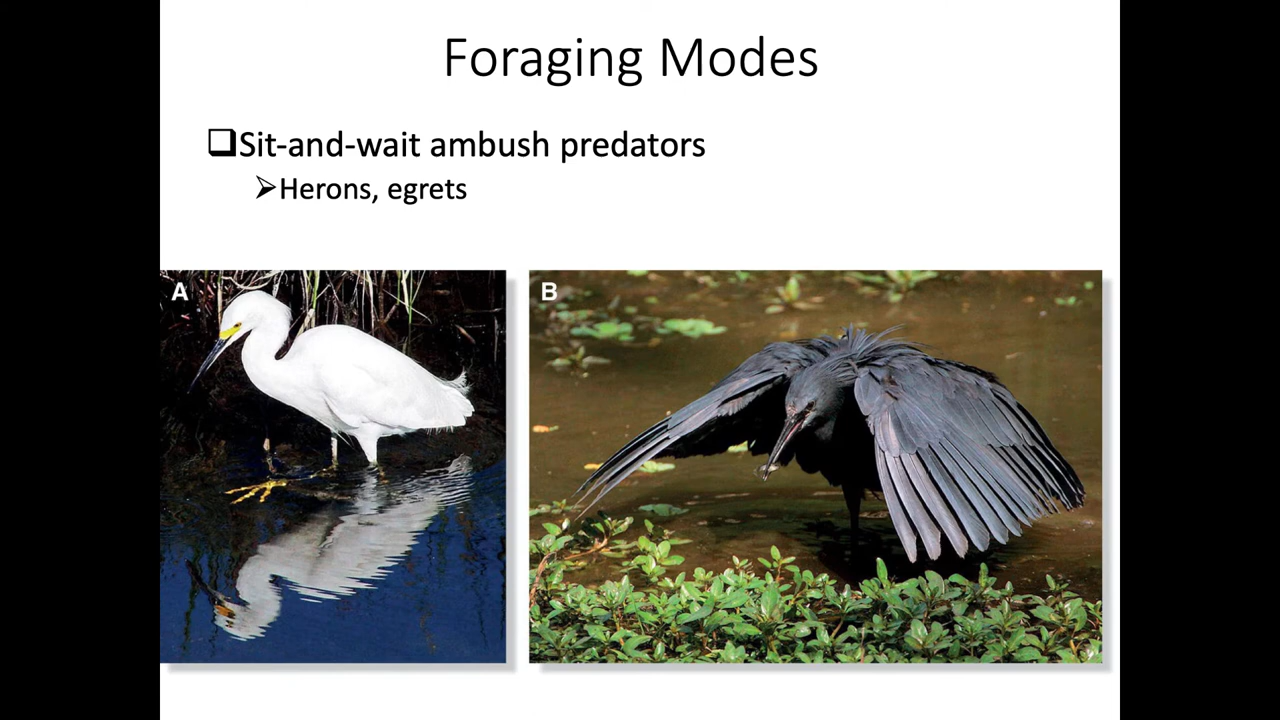 Foraging Modes
Sit-and-wait ambush predators
Herons, egrets
A
B